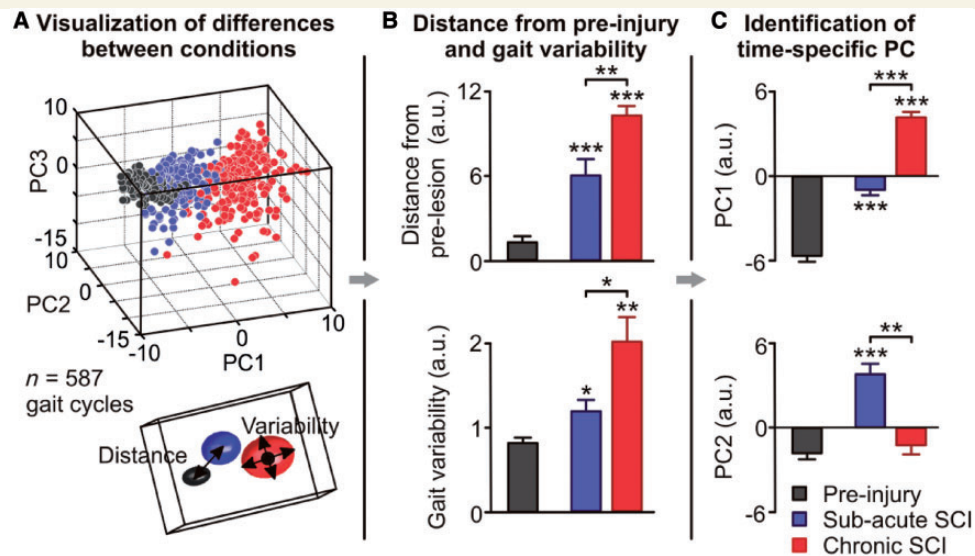 A Visualization of differences
between conditions
10
0
-15
PC3
10
0
-15
PC2
-10
0
10
PC1
n = 587
gait cycles
Distance
Variability
B Distance from pre-injury
and gait variability
Distance from
pre-lesion (a.u.)
12
6
0
***
**
***
Gait variability (a.u.)
2
1
0
*
*
**
C Identification of
time-specific PC
PC1 (a.u.)
6
0
-6
***
***
***
PC2 (a.u.)
6
0
-6
***
**
Pre-injury
Sub-acute SCI
Chronic SCI